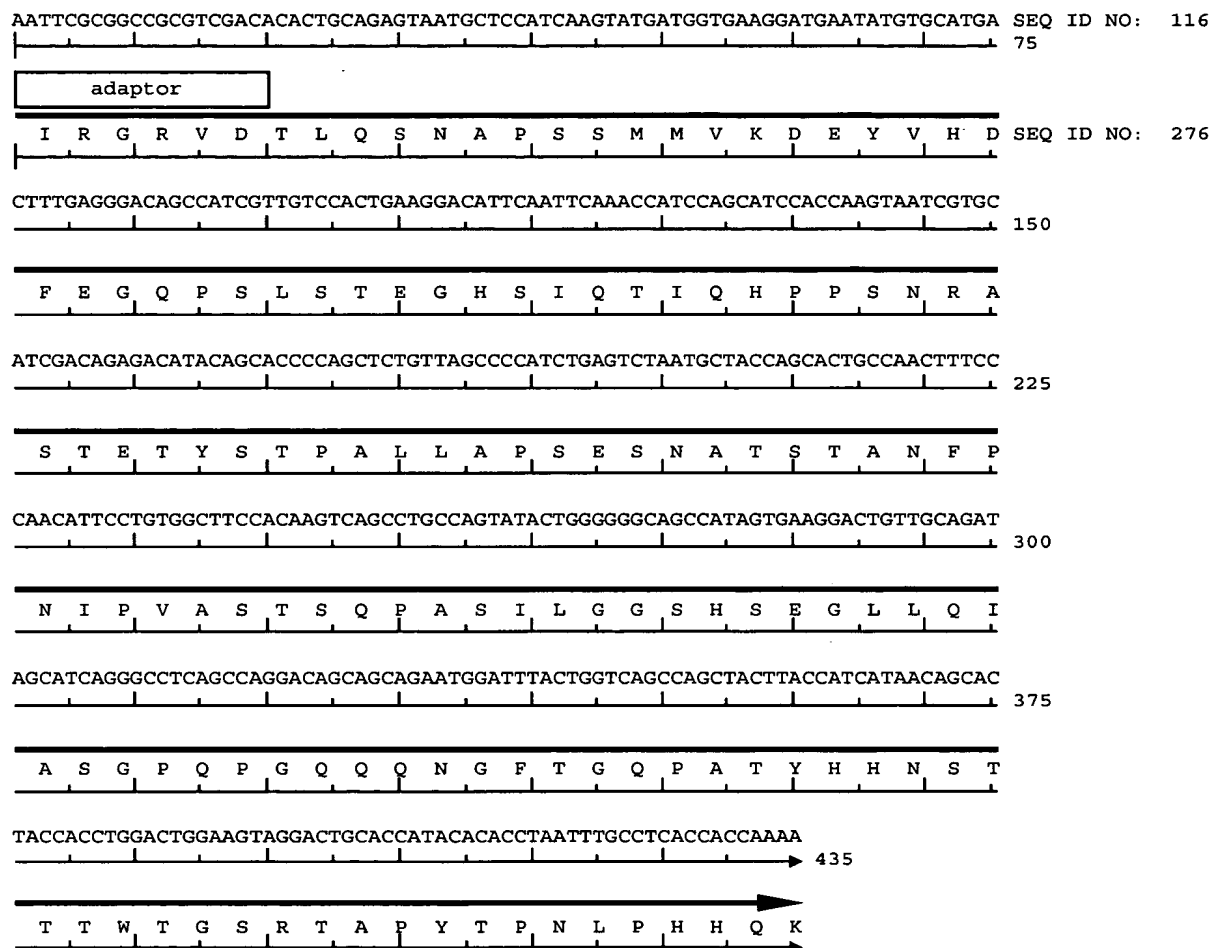 AATTCGCGGCCGCGTCGACACACTGCAGAGTAATGCTCCATCAAGTATGATGGTGAAGGATGAATATGTGCATGA SEQ ID NO: 116
75
adaptor
I R G R V D T L Q S N A P S S M M V K D E Y V H D SEQ ID NO: 276
CTTTGAGGGACAGCCATCGTTGTCCACTGAAGGACATTCAATTCAAACCATCCAGCATCCACCAAGTAATCGTGC
150
F E G Q P S L S T E G H S I Q T I Q H P P S N R A
ATCGACAGAGACATACAGCACCCCAGCTCTGTTAGCCCCATCTGAGTCTAATGCTACCAGCACTGCCAACTTTCC
225
S T E T Y S T P A L L A P S E S N A T S T A N F P
CAACATTCCTGTGGCTTCCACAAGTCAGCCTGCCAGTATACTGGGGGGCAGCCATAGTGAAGGACTGTTGCAGAT
300
N I P V A S T S Q P A S I L G G S H S E G L L Q I
AGCATCAGGGCCTCAGCCAGGACAGCAGCAGAATGGATTTACTGGTCAGCCAGCTACTTACCATCATAACAGCAC
375
A S G P Q P G Q Q Q N G F T G Q P A T Y H H N S T
TACCACCTGGACTGGAAGTAGGACTGCACCATACACACCTAATTTGCCTCACCACCAAAA
435
T T W T G S R T A P Y T P N L P H H Q K